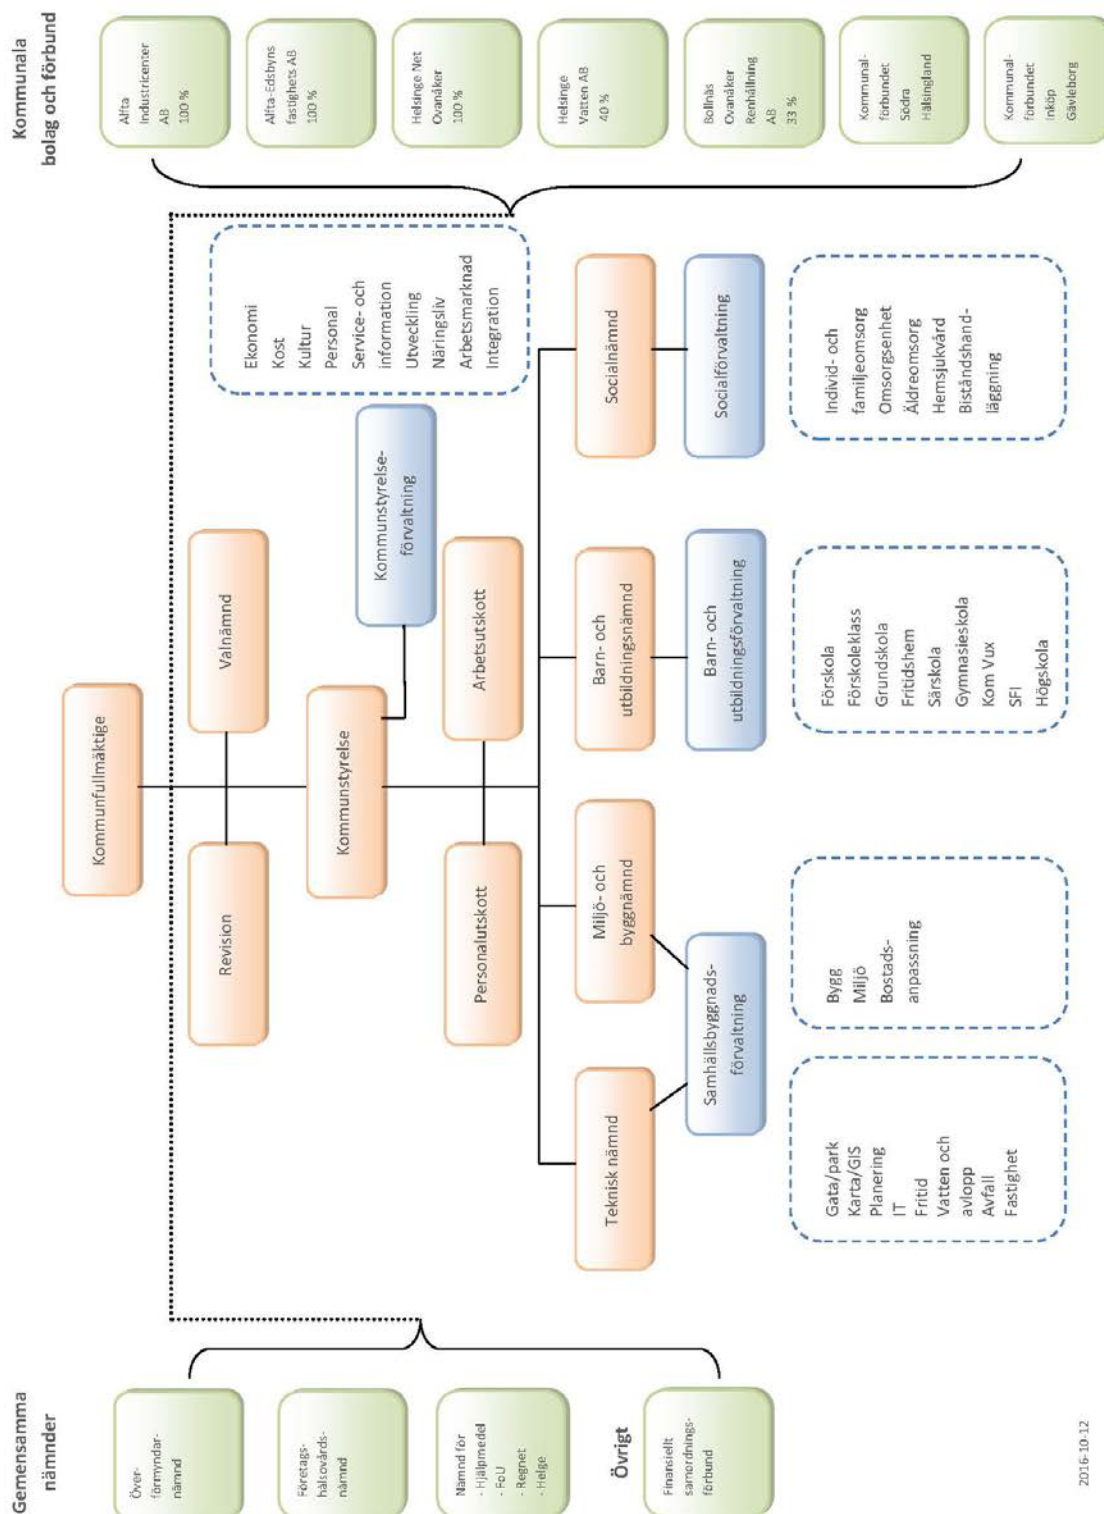 Gemensamma
nämnder
Över-
förmyndar-
nämnd
Företags-
hälsovårds-
nämnd
Nämnd för
- Hjälpmedel
- FoU
- Regnet
- Helge
Övrigt
Finansiellt
samordnings-
förbund
Kommunfullmäktige
Revision
Valnämnd
Kommunstyrelse
Kommunstyrelse-
förvaltning
Ekonomi
Kost
Kultur
Personal
Service- och
information
Utveckling
Näringsliv
Arbetsmarknad
Integration
Personalutskott
Arbetsutskott
Teknisk nämnd
Miljö- och
byggnämnd
Barn- och
utbildningsnämnd
Socialnämnd
Samhällsbyggnads-
förvaltning
Barn- och
utbildningsförvaltning
Socialförvaltning
Gata/park
Karta/GIS
Planering
IT
Fritid
Vatten och
avlopp
Avfall
Fastighet
Bygg
Miljö
Bostads-
anpassning
Förskola
Förskoleklass
Grundskola
Fritidshem
Särskola
Gymnasieskola
Kom Vux
SFI
Högskola
Individ- och
familjeomsorg
Omsorgsenhet
Äldreomsorg
Hemsjukvård
Biståndshand-
läggning
Kommunala
bolag och förbund
Alfta
Industricenter
AB
100 %
Alfta-Edsbyns
fastighets AB
100 %
Helsinge Net
Ovanåker
100 %
Helsinge
Vatten AB
40 %
Bollnäs
Ovanåker
Renhållning
AB
33 %
Kommunal-
förbundet
Södra
Hälsingland
Kommunal-
förbundet
Inköp
Gävleborg
2016-10-12